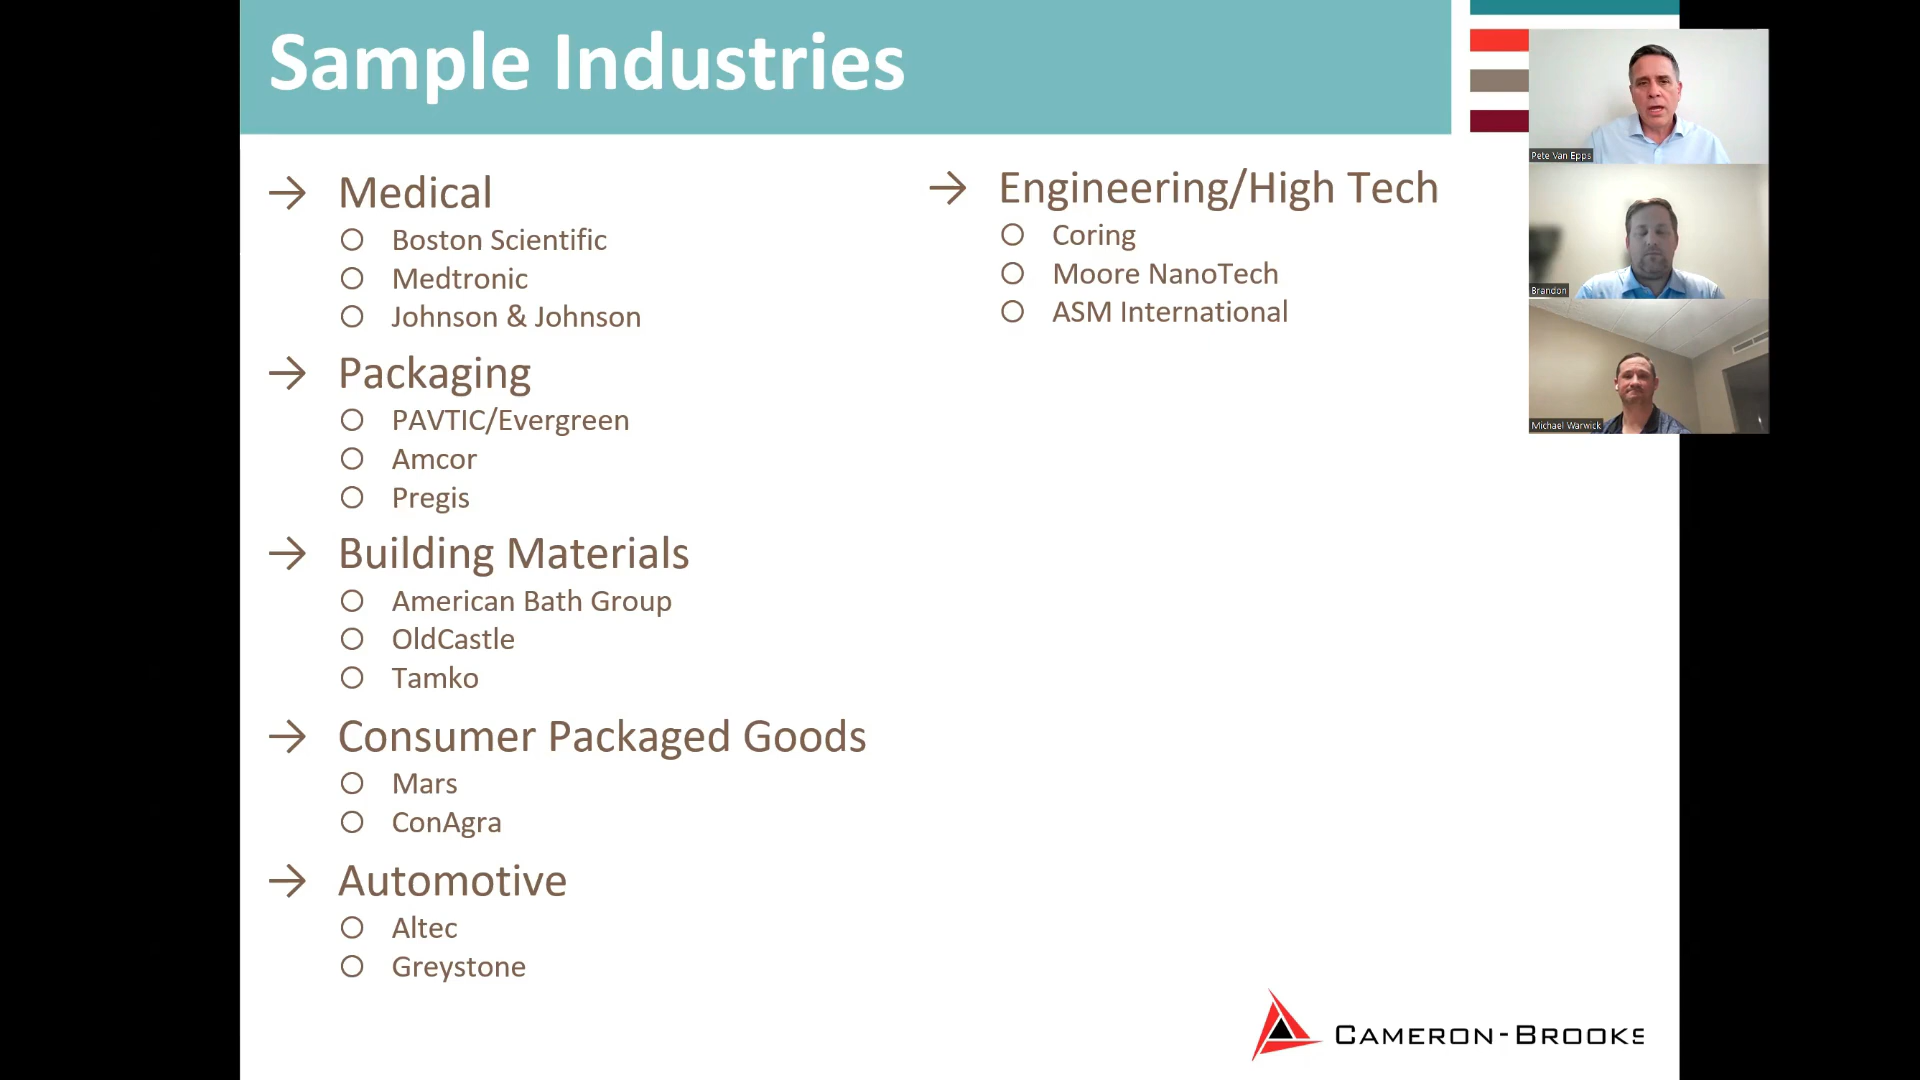 Sample Industries
→ Medical
○ Boston Scientific
○ Medtronic
○ Johnson & Johnson
→ Packaging
○ PAVTIC/Evergreen
○ Amcor
○ Pregis
→ Building Materials
○ American Bath Group
○ OldCastle
○ Tamko
→ Consumer Packaged Goods
○ Mars
○ ConAgra
→ Automotive
○ Altec
○ Greystone
→ Engineering/High Tech
○ Coring
○ Moore NanoTech
○ ASM International
Pete Van Epps
Brandon
Michael Warwick
CAMERON-BROOKS